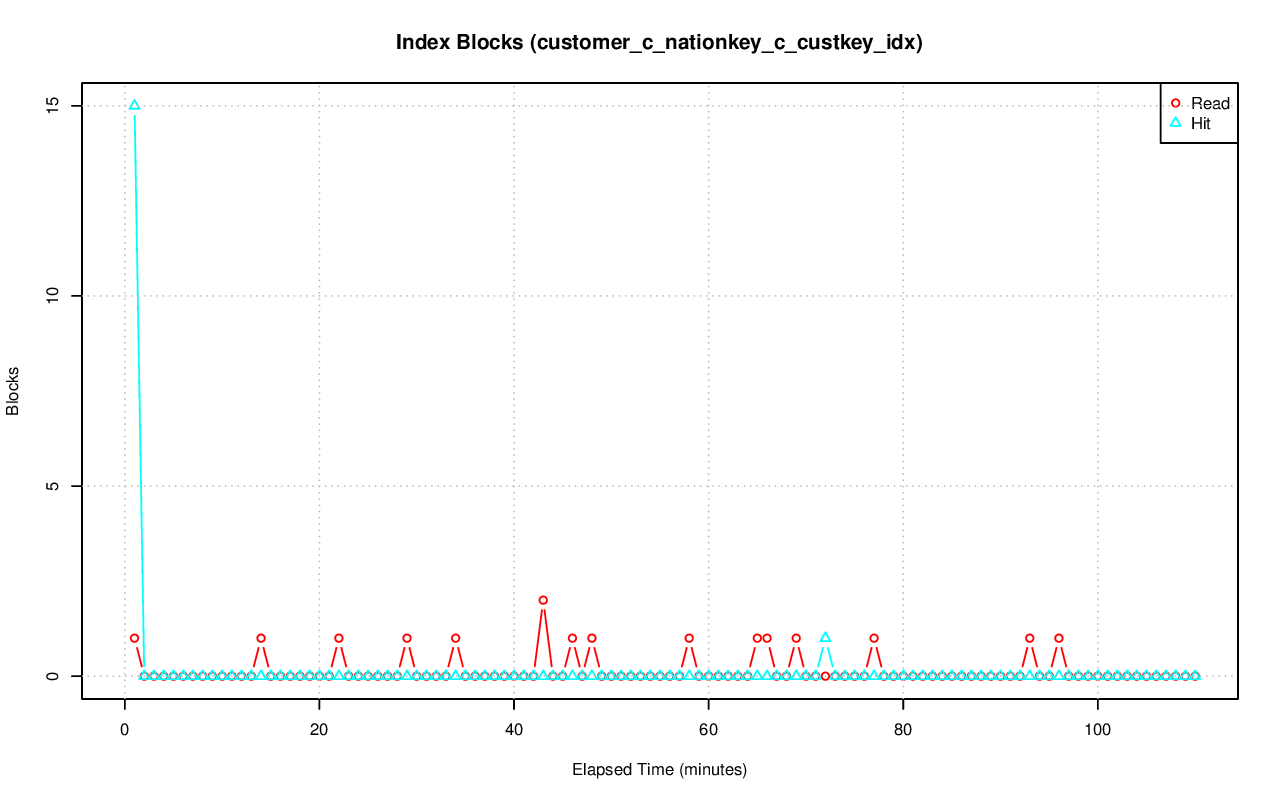 Index Blocks (customer_c_nationkey_c_custkey_idx)
Read
Hit
15
10
5
0
Blocks
0 20 40 60 80 100
Elapsed Time (minutes)